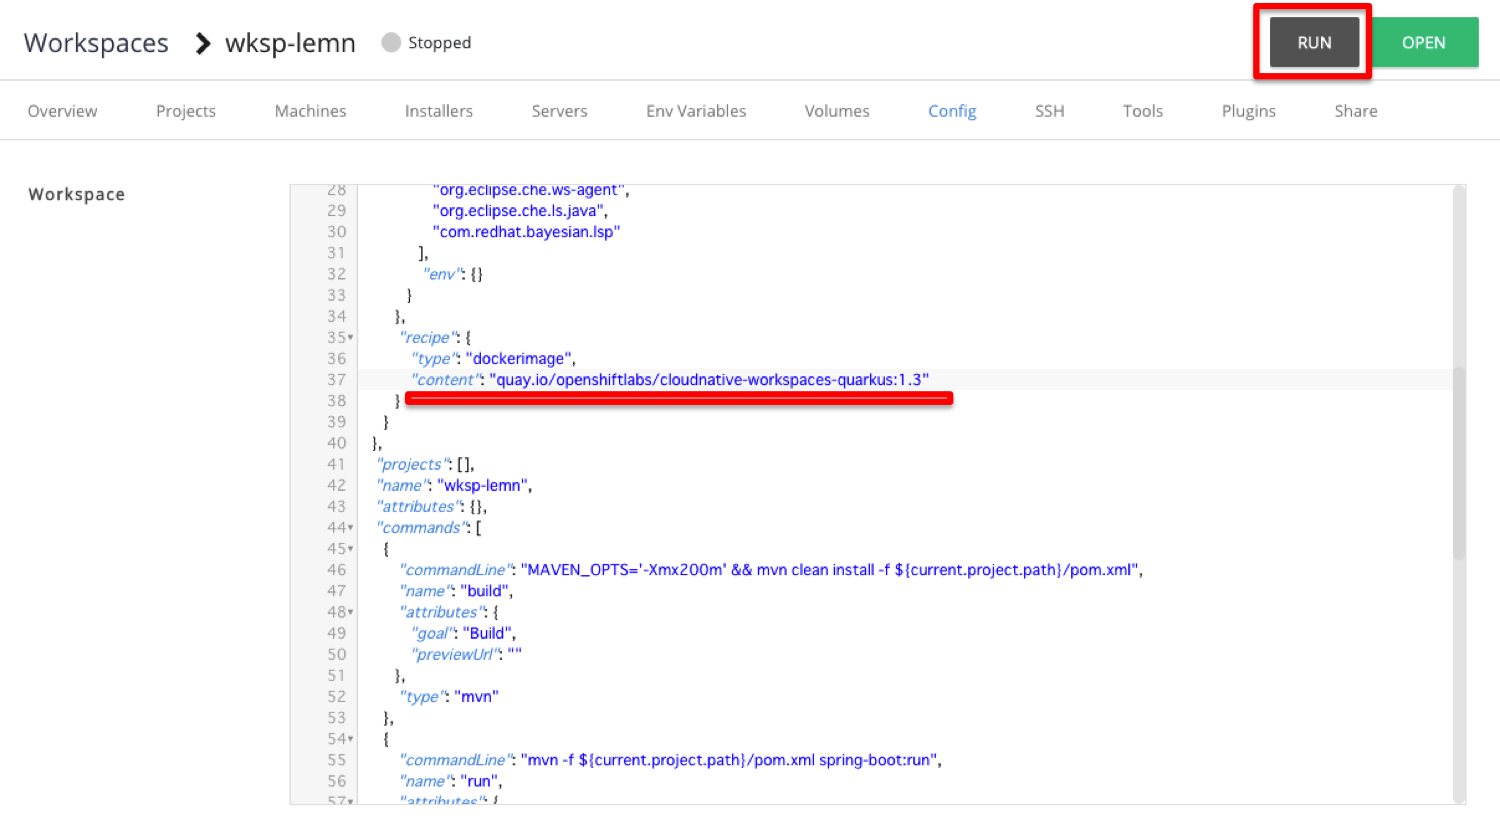 Workspaces > wksp-lemn Stopped RUN OPEN
Overview Projects Machines Installers Servers Env Variables Volumes Config SSH Tools Plugins Share
Workspace
28 "org.eclipse.che.ws-agent",
29 "org.eclipse.che.ls.java",
30 "com.redhat.bayesian.lsp"
31 ],
32 "env": {}
33 }
34 },
35 "recipe": {
36 "type": "dockerimage",
37 "content": "quay.io/openshiftlabs/cloudnative-workspaces-quarkus:1.3"
38 }
39 }
40 },
41 "projects": [],
42 "name": "wksp-lemn",
43 "attributes": {},
44 "commands": [
45 {
46 "commandLine": "MAVEN_OPTS='-Xmx200m' && mvn clean install -f ${current.project.path}/pom.xml",
47 "name": "build",
48 "attributes": {
49 "goal": "Build",
50 "previewUrl": ""
51 },
52 "type": "mvn"
53 },
54 {
55 "commandLine": "mvn -f ${current.project.path}/pom.xml spring-boot:run",
56 "name": "run",
57 "attributes": {